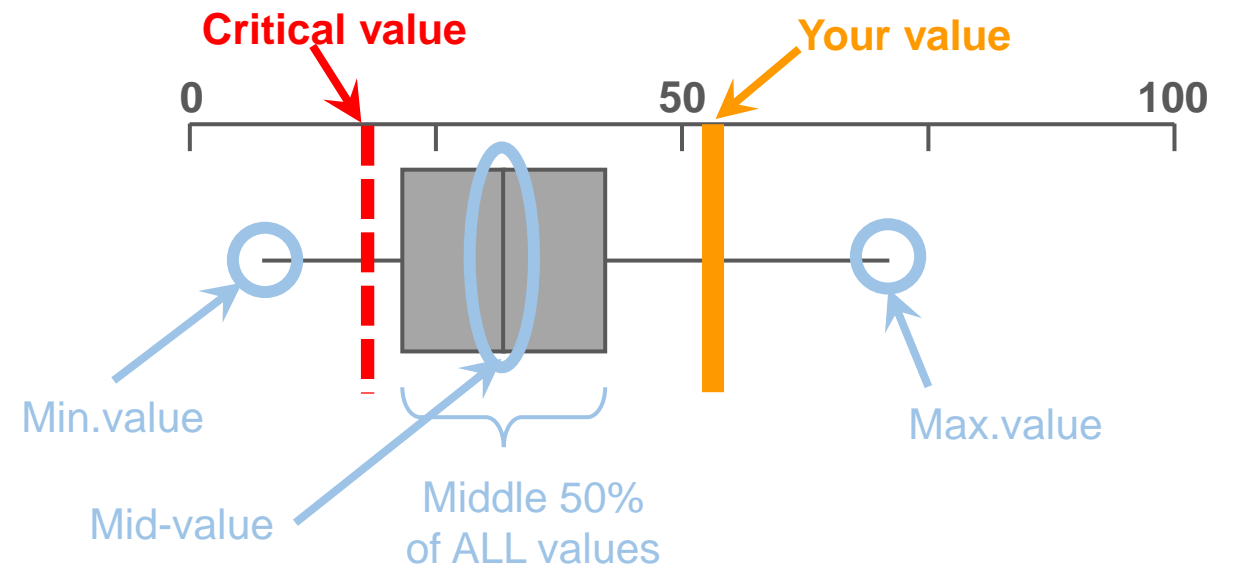 Critical value
Your value
0
50
100
Min.value
Max.value
Mid-value
Middle 50%
of ALL values